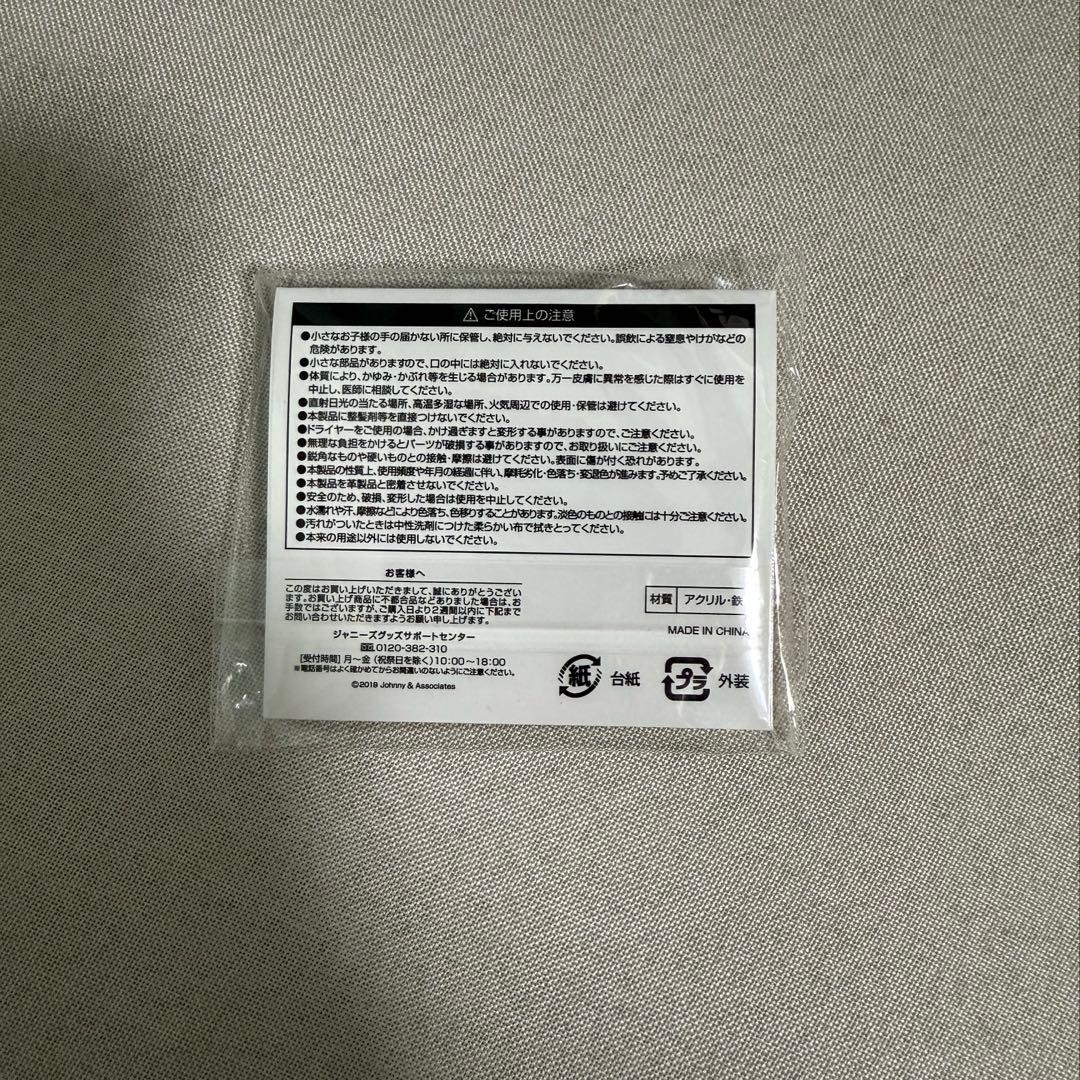 ⚠ ご使用上の注意
●小さなお子様の手の届かない所に保管し、絶対に与えないでください。誤飲による窒息やけがなどの
危険があります。
●小さな部品がありますので、口の中には絶対に入れないでください。
●体質により、かゆみ・かぶれ等を生じる場合があります。万一皮膚に異常を感じた際はすぐに使用を
中止し、医師に相談してください。
●直射日光の当たる場所、高温多湿な場所、火気周辺での使用・保管は避けてください。
●本製品に整髪剤等を直接つけないでください。
●ドライヤーをご使用の場合、かけ過ぎますと変形する事がありますので、ご注意ください。
●無理な負担をかけるとパーツが破損する事がありますので、お取り扱いにご注意ください。
●鋭角なものや硬いものとの接触・摩擦は避けてください。表面に傷が付く恐れがあります。
●本製品の性質上、使用頻度や年月の経過に伴い、摩耗劣化・色落ち・変退色が進みます。予めご了承ください。
●本製品を革製品と密着させないでください。
●安全のため、破損、変形した場合は使用を中止してください。
●水濡れや汗、摩擦などにより色落ち、色移りすることがあります。淡色のものとの接触には十分ご注意ください。
●汚れがついたときは中性洗剤につけた柔らかい布で拭きとってください。
●本来の用途以外には使用しないでください。
お客様へ
この度はお買い上げいただきまして、誠にありがとうござい
ます。お買い上げ商品に不都合品などありました場合は、お
手数ではございますが、ご購入日より2週間以内に下記まで
お問い合わせいただきますようお願い申し上げます。
ジャニーズグッズサポートセンター
0120-382-310
[受付時間] 月～金 (祝祭日を除く) 10:00～18:00
※電話番号はよく確かめてからお間違いのないようにご注意ください。
©2019 Johnny & Associates
材質 アクリル・鉄
MADE IN CHINA
紙 台紙
プラ 外装